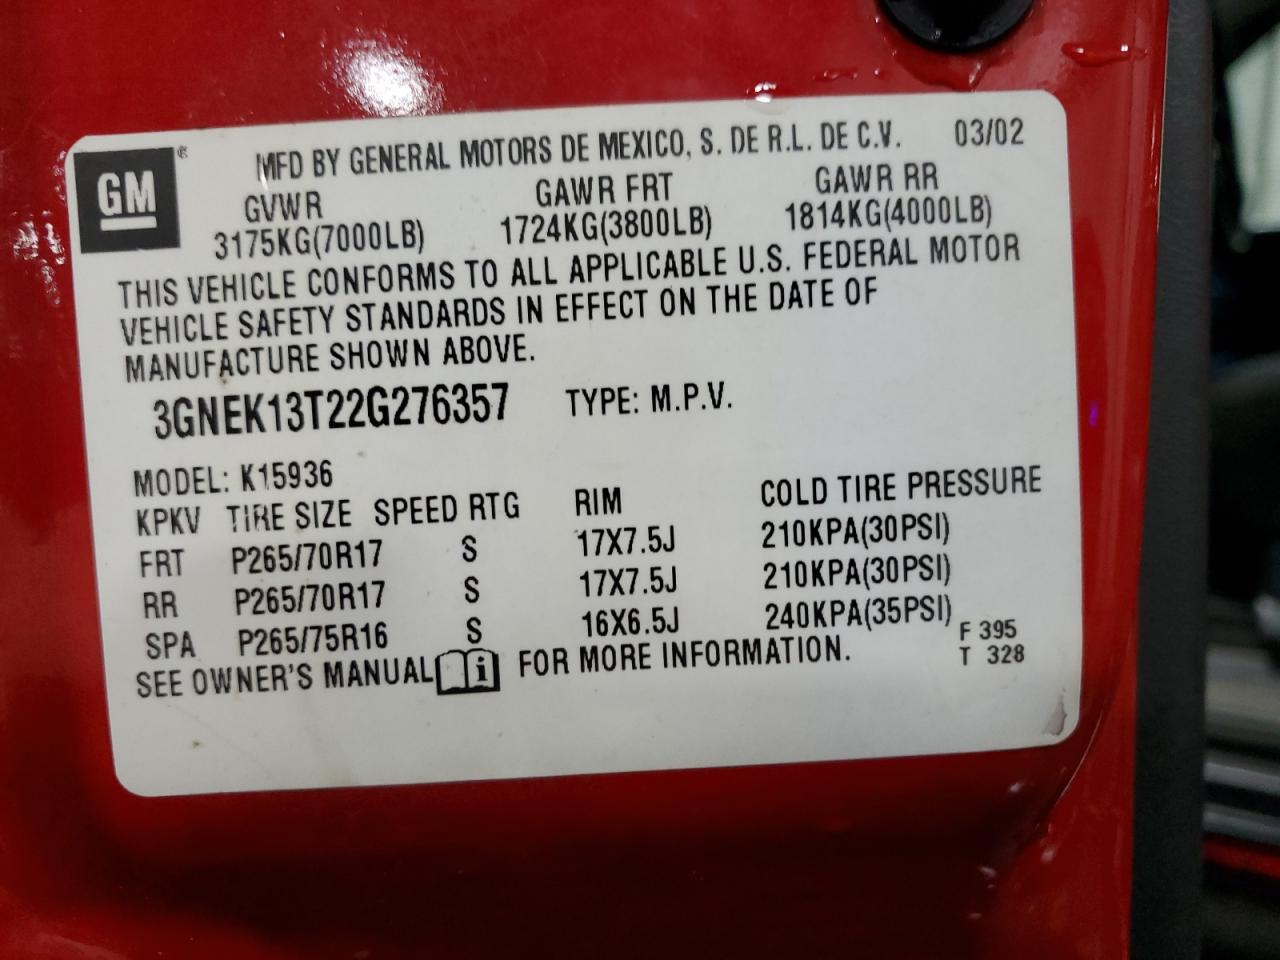 GM ®
MFD BY GENERAL MOTORS DE MEXICO, S. DE R.L. DE C.V. 03/02
GVWR GAWR FRT GAWR RR
3175KG(7000LB) 1724KG(3800LB) 1814KG(4000LB)
THIS VEHICLE CONFORMS TO ALL APPLICABLE U.S. FEDERAL MOTOR
VEHICLE SAFETY STANDARDS IN EFFECT ON THE DATE OF
MANUFACTURE SHOWN ABOVE.
3GNEK13T22G276357 TYPE: M.P.V.
MODEL: K15936
KPKV TIRE SIZE SPEED RTG RIM COLD TIRE PRESSURE
FRT P265/70R17 S 17X7.5J 210KPA(30PSI)
RR P265/70R17 S 17X7.5J 210KPA(30PSI)
SPA P265/75R16 S 16X6.5J 240KPA(35PSI)
SEE OWNER'S MANUAL i FOR MORE INFORMATION.
F 395
T 328